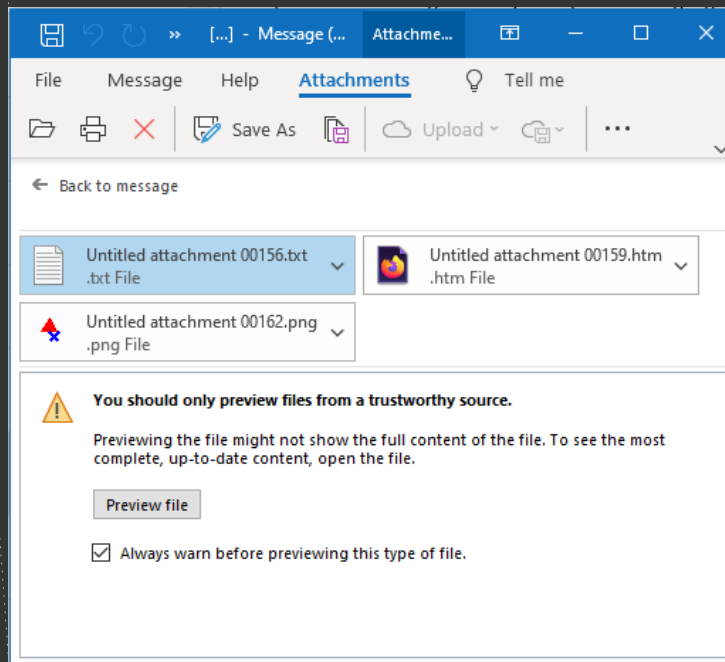 [...] - Message (... Attachme...
File Message Help Attachments Tell me
Save As Upload
Back to message
Untitled attachment 00156.txt
.txt File
Untitled attachment 00159.htm
.htm File
Untitled attachment 00162.png
.png File
You should only preview files from a trustworthy source.
Previewing the file might not show the full content of the file. To see the most
complete, up-to-date content, open the file.
Preview file
Always warn before previewing this type of file.